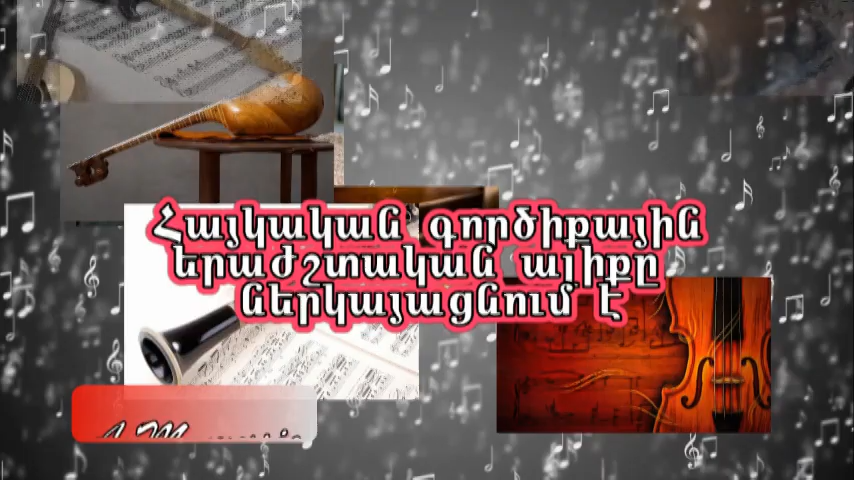 Հայկական գործիքային
երաժշտական ալիքը
ներկայացնում է